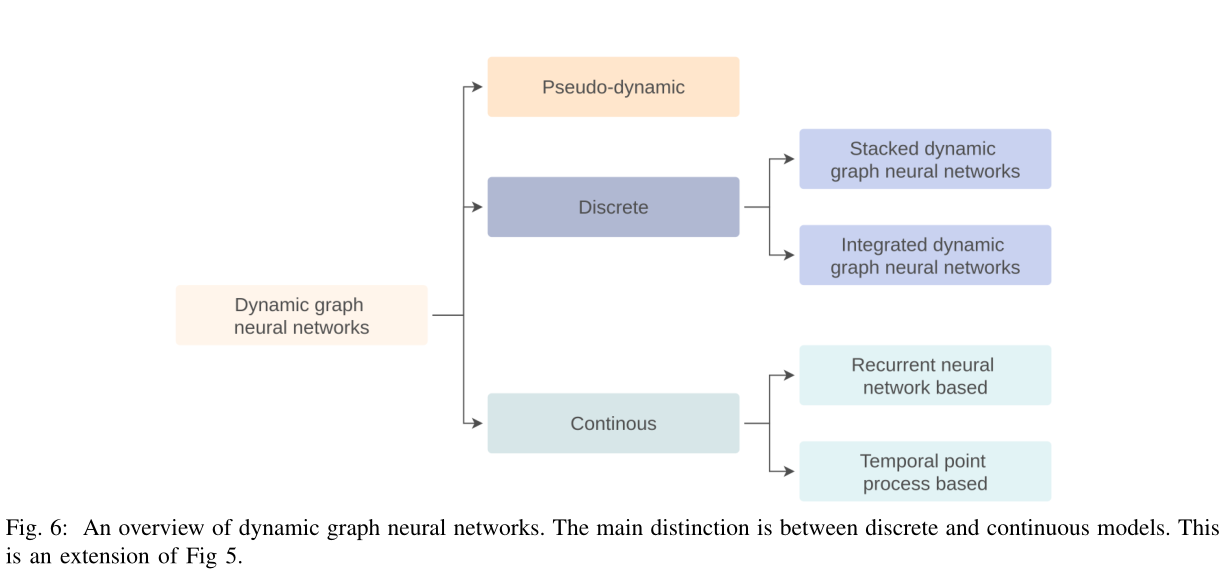 Pseudo-dynamic
Stacked dynamic
graph neural networks
Discrete
Integrated dynamic
graph neural networks
Dynamic graph
neural networks
Recurrent neural
network based
Continous
Temporal point
process based
Fig. 6: An overview of dynamic graph neural networks. The main distinction is between discrete and continuous models. This
is an extension of Fig 5.